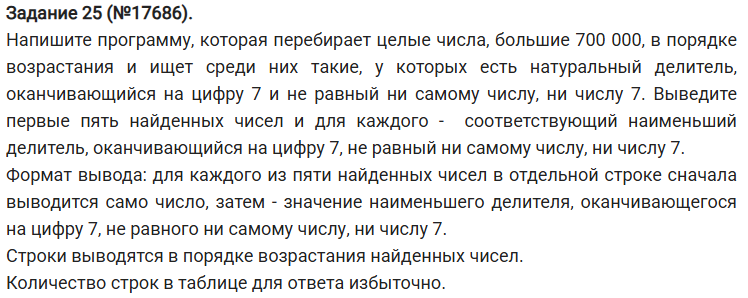 Задание 25 (№17686).
Напишите программу, которая перебирает целые числа, большие 700 000, в порядке
возрастания и ищет среди них такие, у которых есть натуральный делитель,
оканчивающийся на цифру 7 и не равный ни самому числу, ни числу 7. Выведите
первые пять найденных чисел и для каждого - соответствующий наименьший
делитель, оканчивающийся на цифру 7, не равный ни самому числу, ни числу 7.
Формат вывода: для каждого из пяти найденных чисел в отдельной строке сначала
выводится само число, затем - значение наименьшего делителя, оканчивающегося
на цифру 7, не равного ни самому числу, ни числу 7.
Строки выводятся в порядке возрастания найденных чисел.
Количество строк в таблице для ответа избыточно.